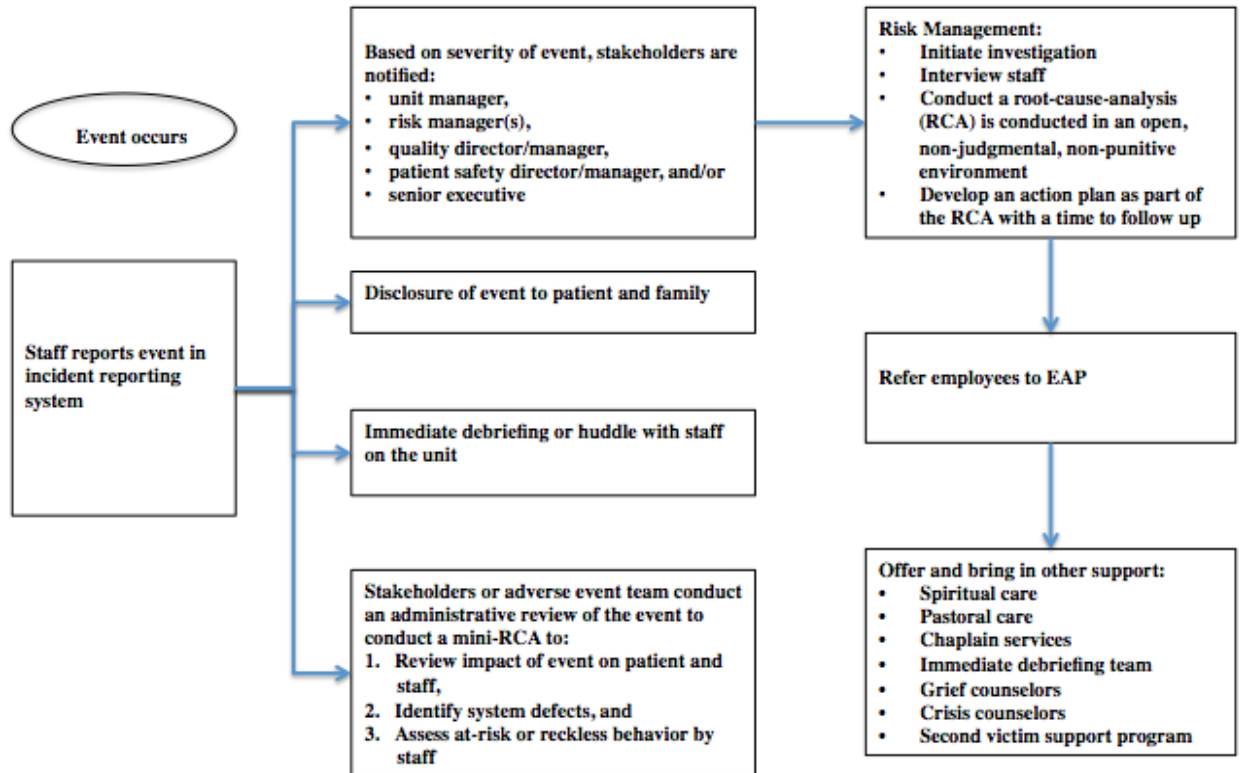 Event occurs
Staff reports event in
incident reporting
system
Based on severity of event, stakeholders are
notified:
• unit manager,
• risk manager(s),
• quality director/manager,
• patient safety director/manager, and/or
• senior executive
Disclosure of event to patient and family
Immediate debriefing or huddle with staff
on the unit
Stakeholders or adverse event team conduct
an administrative review of the event to
conduct a mini-RCA to:
1. Review impact of event on patient and
staff,
2. Identify system defects, and
3. Assess at-risk or reckless behavior by
staff
Risk Management:
• Initiate investigation
• Interview staff
• Conduct a root-cause-analysis
(RCA) is conducted in an open,
non-judgmental, non-punitive
environment
• Develop an action plan as part of
the RCA with a time to follow up
Refer employees to EAP
Offer and bring in other support:
• Spiritual care
• Pastoral care
• Chaplain services
• Immediate debriefing team
• Grief counselors
• Crisis counselors
• Second victim support program